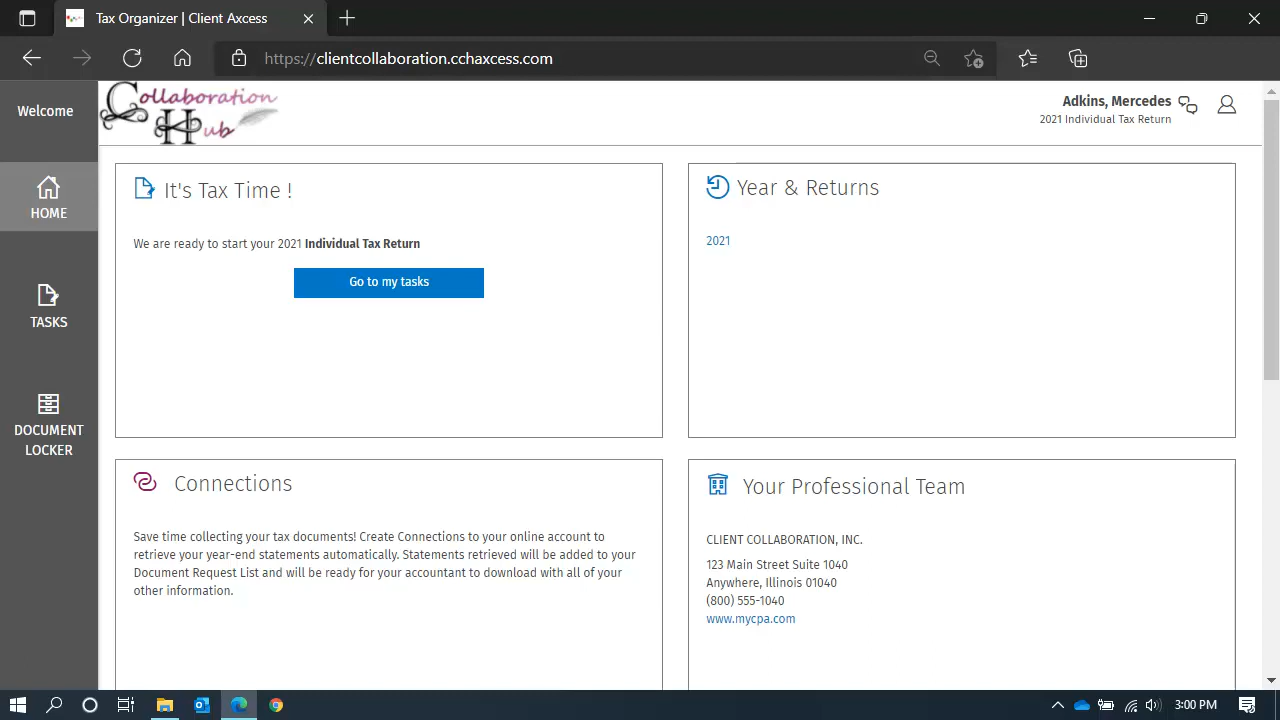 Tax Organizer | Client Axcess
https://clientcollaboration.cchaxcess.com
Welcome
Collaboration
Hub
Adkins, Mercedes
2021 Individual Tax Return
HOME
TASKS
DOCUMENT
LOCKER
It's Tax Time !
We are ready to start your 2021 Individual Tax Return
Go to my tasks
Year & Returns
2021
Connections
Save time collecting your tax documents! Create Connections to your online account to
retrieve your year-end statements automatically. Statements retrieved will be added to your
Document Request List and will be ready for your accountant to download with all of your
other information.
Your Professional Team
CLIENT COLLABORATION, INC.
123 Main Street Suite 1040
Anywhere, Illinois 01040
(800) 555-1040
www.mycpa.com
3:00 PM